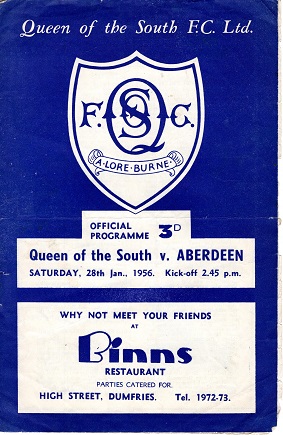 Queen of the South F.C. Ltd.
F. QOS C.
A·LORE·BURNE
OFFICIAL
PROGRAMME 3D
Queen of the South v. ABERDEEN
SATURDAY, 28th Jan., 1956. Kick-off 2.45 p.m.
WHY NOT MEET YOUR FRIENDS
AT
Binns
RESTAURANT
PARTIES CATERED FOR.
HIGH STREET, DUMFRIES. Tel. 1972-73.